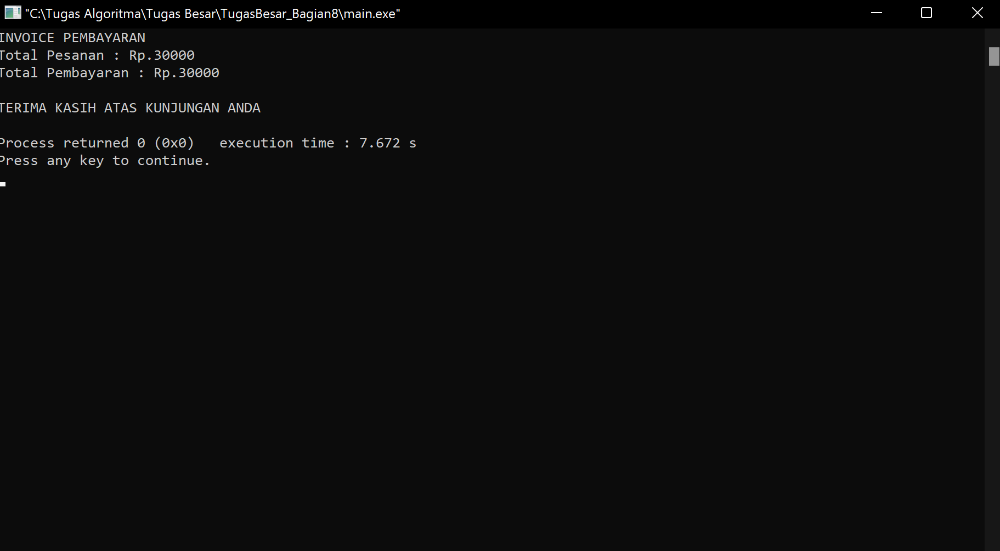 "C:\Tugas Algoritma\Tugas Besar\TugasBesar_Bagian8\main.exe"
INVOICE PEMBAYARAN
Total Pesanan : Rp.30000
Total Pembayaran : Rp.30000
TERIMA KASIH ATAS KUNJUNGAN ANDA
Process returned 0 (0x0)   execution time : 7.672 s
Press any key to continue.